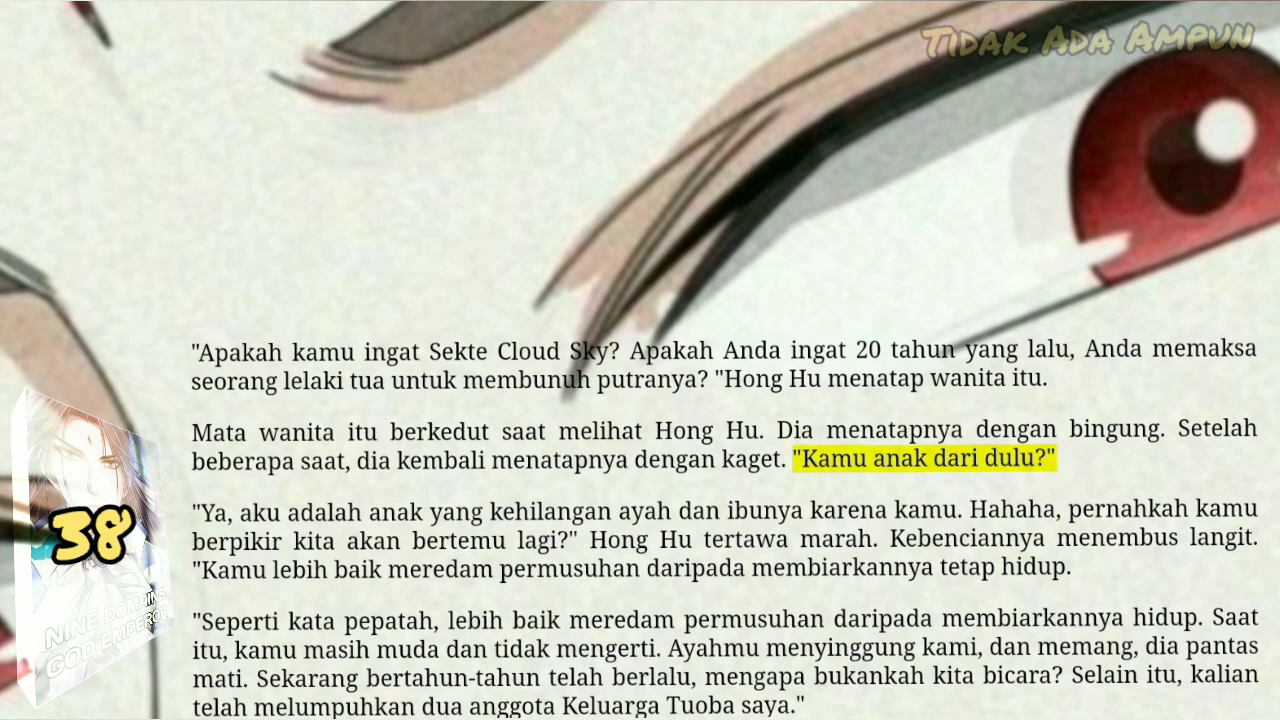 Tidak Ada Ampun
"Apakah kamu ingat Sekte Cloud Sky? Apakah Anda ingat 20 tahun yang lalu, Anda memaksa
seorang lelaki tua untuk membunuh putranya? "Hong Hu menatap wanita itu.
Mata wanita itu berkedut saat melihat Hong Hu. Dia menatapnya dengan bingung. Setelah
beberapa saat, dia kembali menatapnya dengan kaget. "Kamu anak dari dulu?"
"Ya, aku adalah anak yang kehilangan ayah dan ibunya karena kamu. Hahaha, pernahkah kamu
berpikir kita akan bertemu lagi?" Hong Hu tertawa marah. Kebenciannya menembus langit.
"Kamu lebih baik meredam permusuhan daripada membiarkannya tetap hidup.
"Seperti kata pepatah, lebih baik meredam permusuhan daripada membiarkannya hidup. Saat
itu, kamu masih muda dan tidak mengerti. Ayahmu menyinggung kami, dan memang, dia pantas
mati. Sekarang bertahun-tahun telah berlalu, mengapa bukankah kita bicara? Selain itu, kalian
telah melumpuhkan dua anggota Keluarga Tuoba saya."
38
NINE DOMAINS
GOD EMPEROR